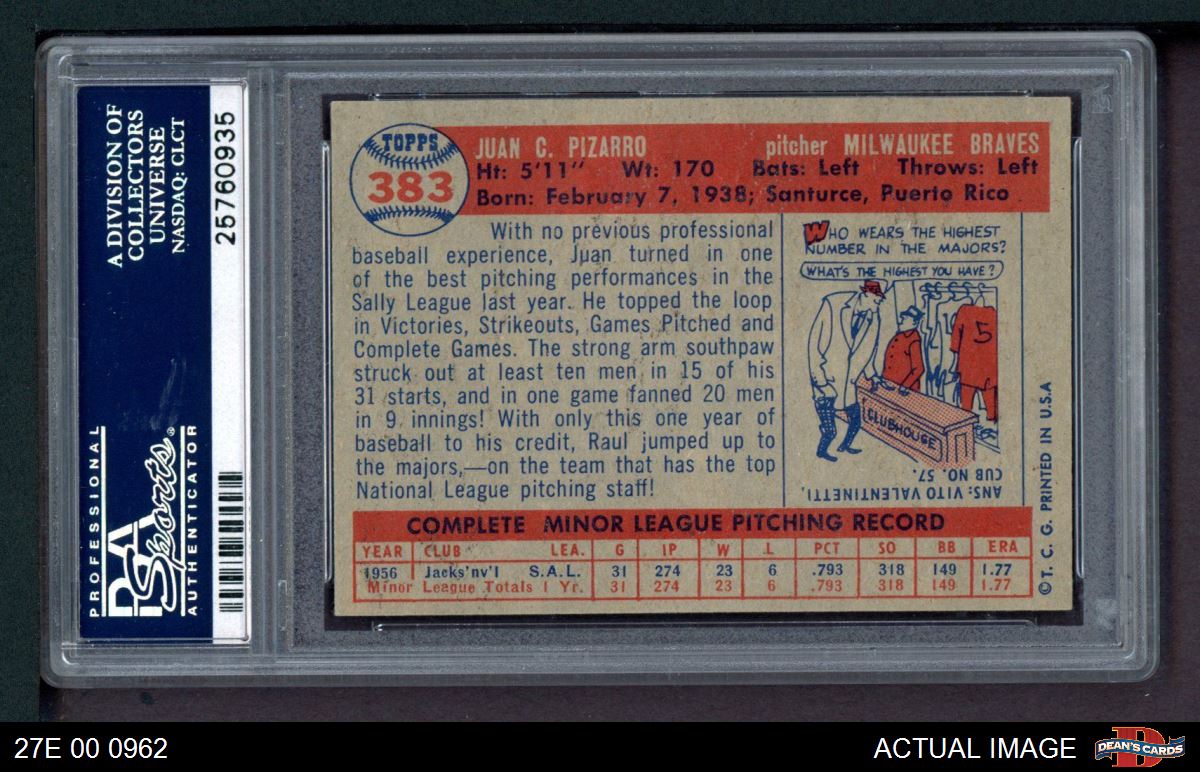 A DIVISION OF
COLLECTORS
UNIVERSE
NASDAQ: CLCT
25760935
PROFESSIONAL
PSA
Sports®
AUTHENTICATOR
TOPPS
383
JUAN C. PIZARRO pitcher MILWAUKEE BRAVES
Ht: 5'11" Wt: 170 Bats: Left Throws: Left
Born: February 7, 1938; Santurce, Puerto Rico
With no previous professional
baseball experience, Juan turned in
one of the best pitching performances in the
Sally League last year. He topped the loop
in Victories, Strikeouts, Games Pitched and
Complete Games. The strong arm southpaw
struck out at least ten men in 15 of his
31 starts, and in one game fanned 20 men
in 9 innings! With only this one year of
baseball to his credit, Raul jumped up to
the majors,—on the team that has the top
National League pitching staff!
WHO WEARS THE HIGHEST
NUMBER IN THE MAJORS?
WHAT'S THE HIGHEST YOU HAVE?
5
CLUBHOUSE
ANS: VITO VALENTINETTI,
CUB NO. 57.
COMPLETE MINOR LEAGUE PITCHING RECORD
YEAR CLUB LEA. G IP W L PCT SO BB ERA
1956 Jacks'nv'l S.A.L. 31 274 23 6 .793 318 149 1.77
Minor League Totals 1 Yr. 31 274 23 6 .793 318 149 1.77
© T. C. G. PRINTED IN U.S.A
27E 00 0962
ACTUAL IMAGE
D
DEAN'S CARDS